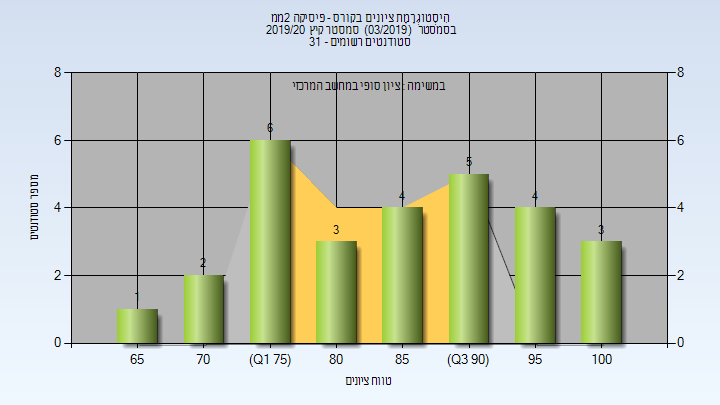 הִיסְטוֹגְרָמַת ציונים בקורס - פיסיקה 2ממ
בסמסטר (03/2019) סמסטר קיץ 2019/20
סטודנטים רשומים - 31
במשימה : ציון סופי במחשב המרכזי
8 8
6 6
4 4
2 2
0 0
1 2 6 3 4 5 4 3
מספר סטודנטים
65 70 (Q1 75) 80 85 (Q3 90) 95 100
טווח ציונים